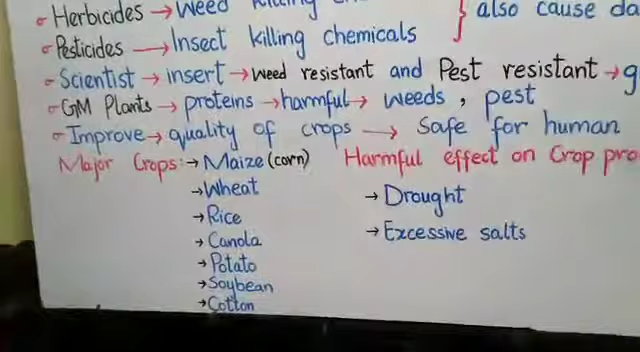 Herbicides → Weed killing
Pesticides → Insect killing chemicals
also cause
Scientist → insert → weed resistant and Pest resistant →
GM Plants → proteins → harmful → weeds, pest
Improve → quality of crops → Safe for human
Major Crops: → Maize (corn)
Harmful effect on Crop
→ Wheat
→ Drought
→ Rice
→ Excessive salts
→ Canola
→ Potato
→ Soybean
→ Cotton